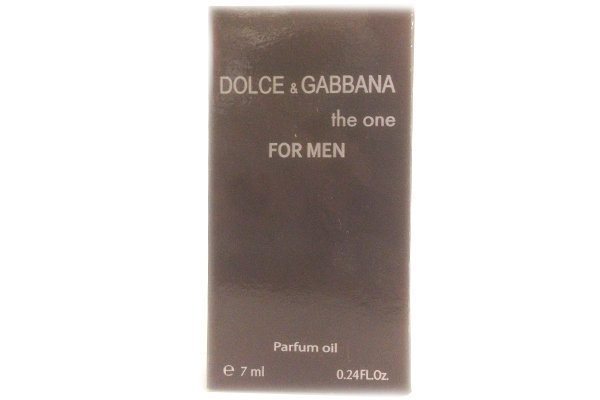 DOLCE & GABBANA
the one
FOR MEN
Parfum oil
℮ 7 ml 0.24FL.Oz.